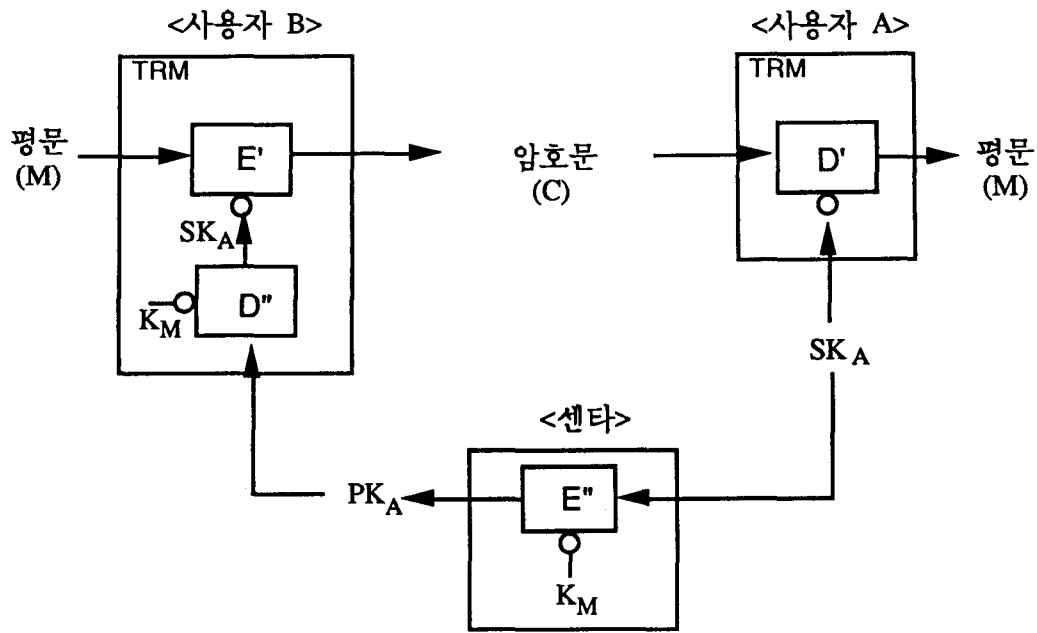 <사용자 B>
<사용자 A>
TRM
TRM
평문
(M)
E'
암호문
(C)
D'
평문
(M)
SKA
D"
KM
SKA
<센타>
PKA
E"
KM